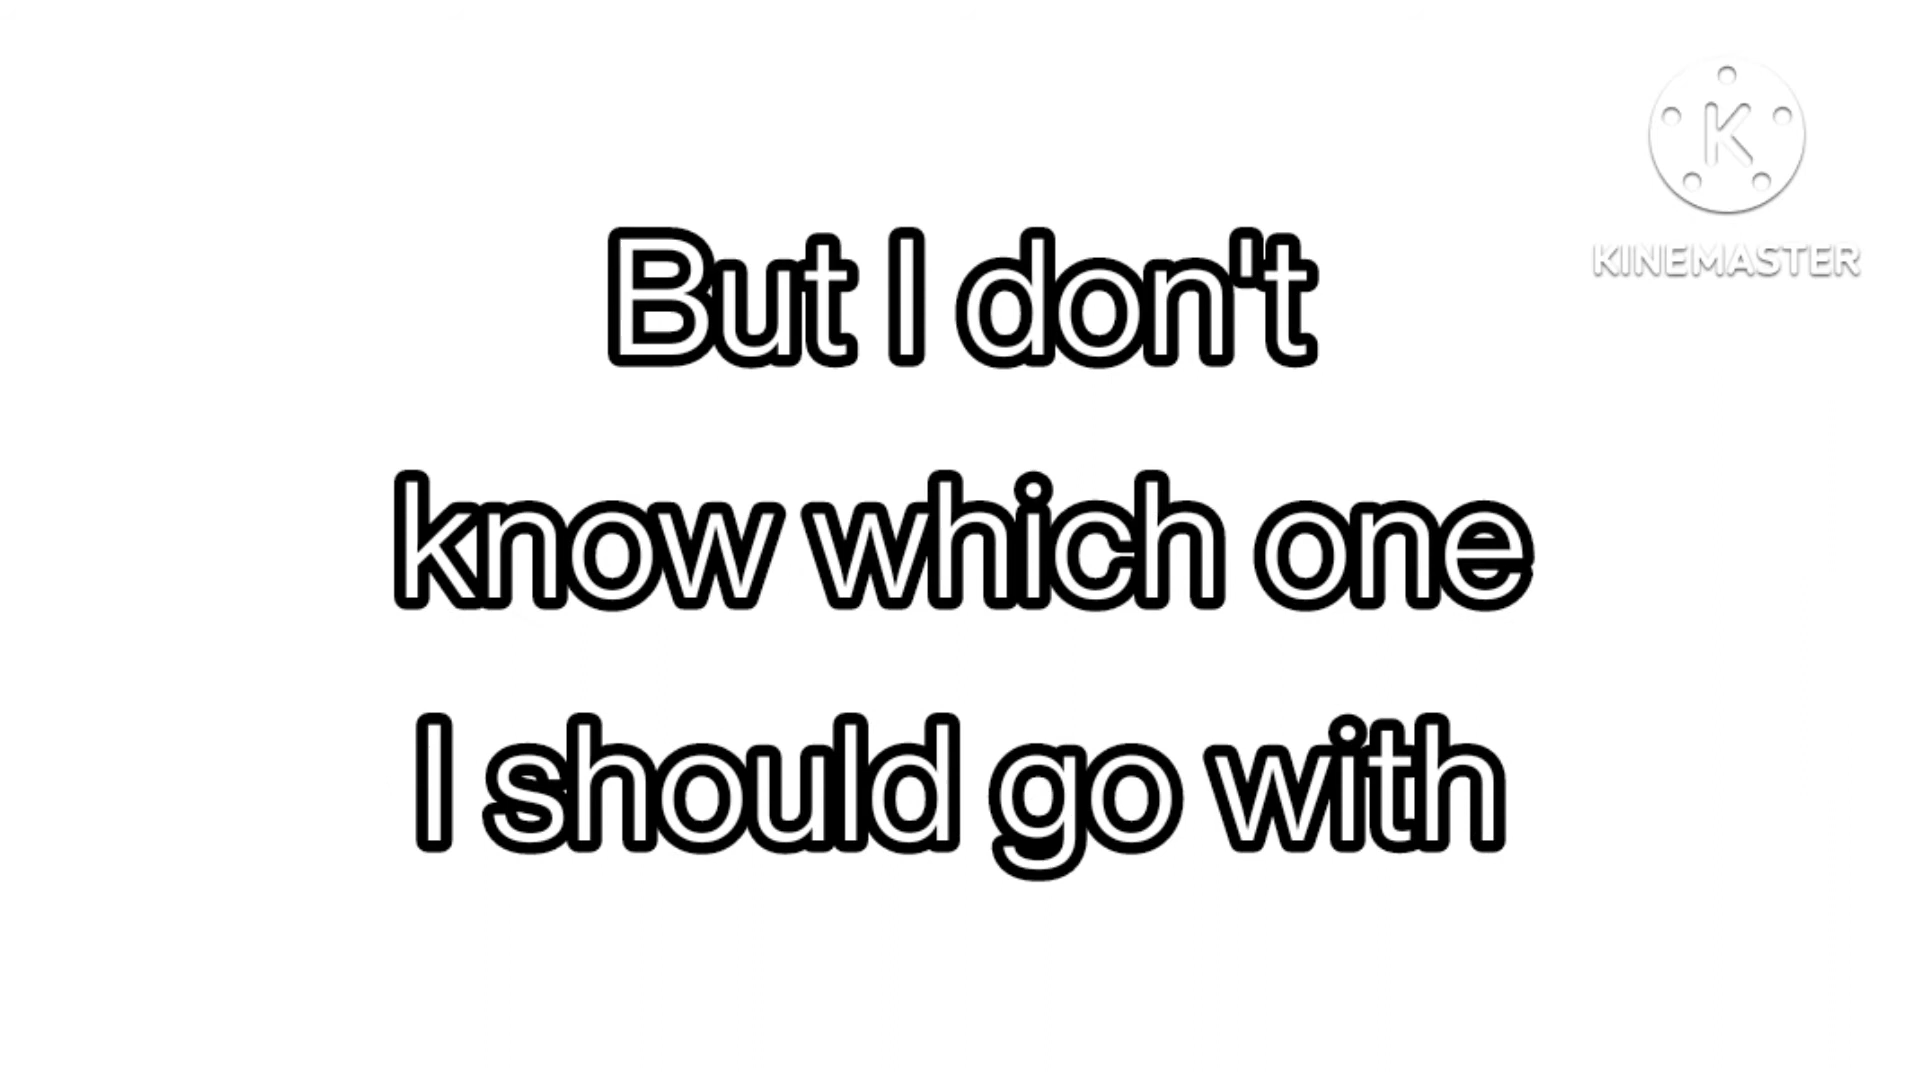 K
KINEMASTER
But I don't
know which one
I should go with